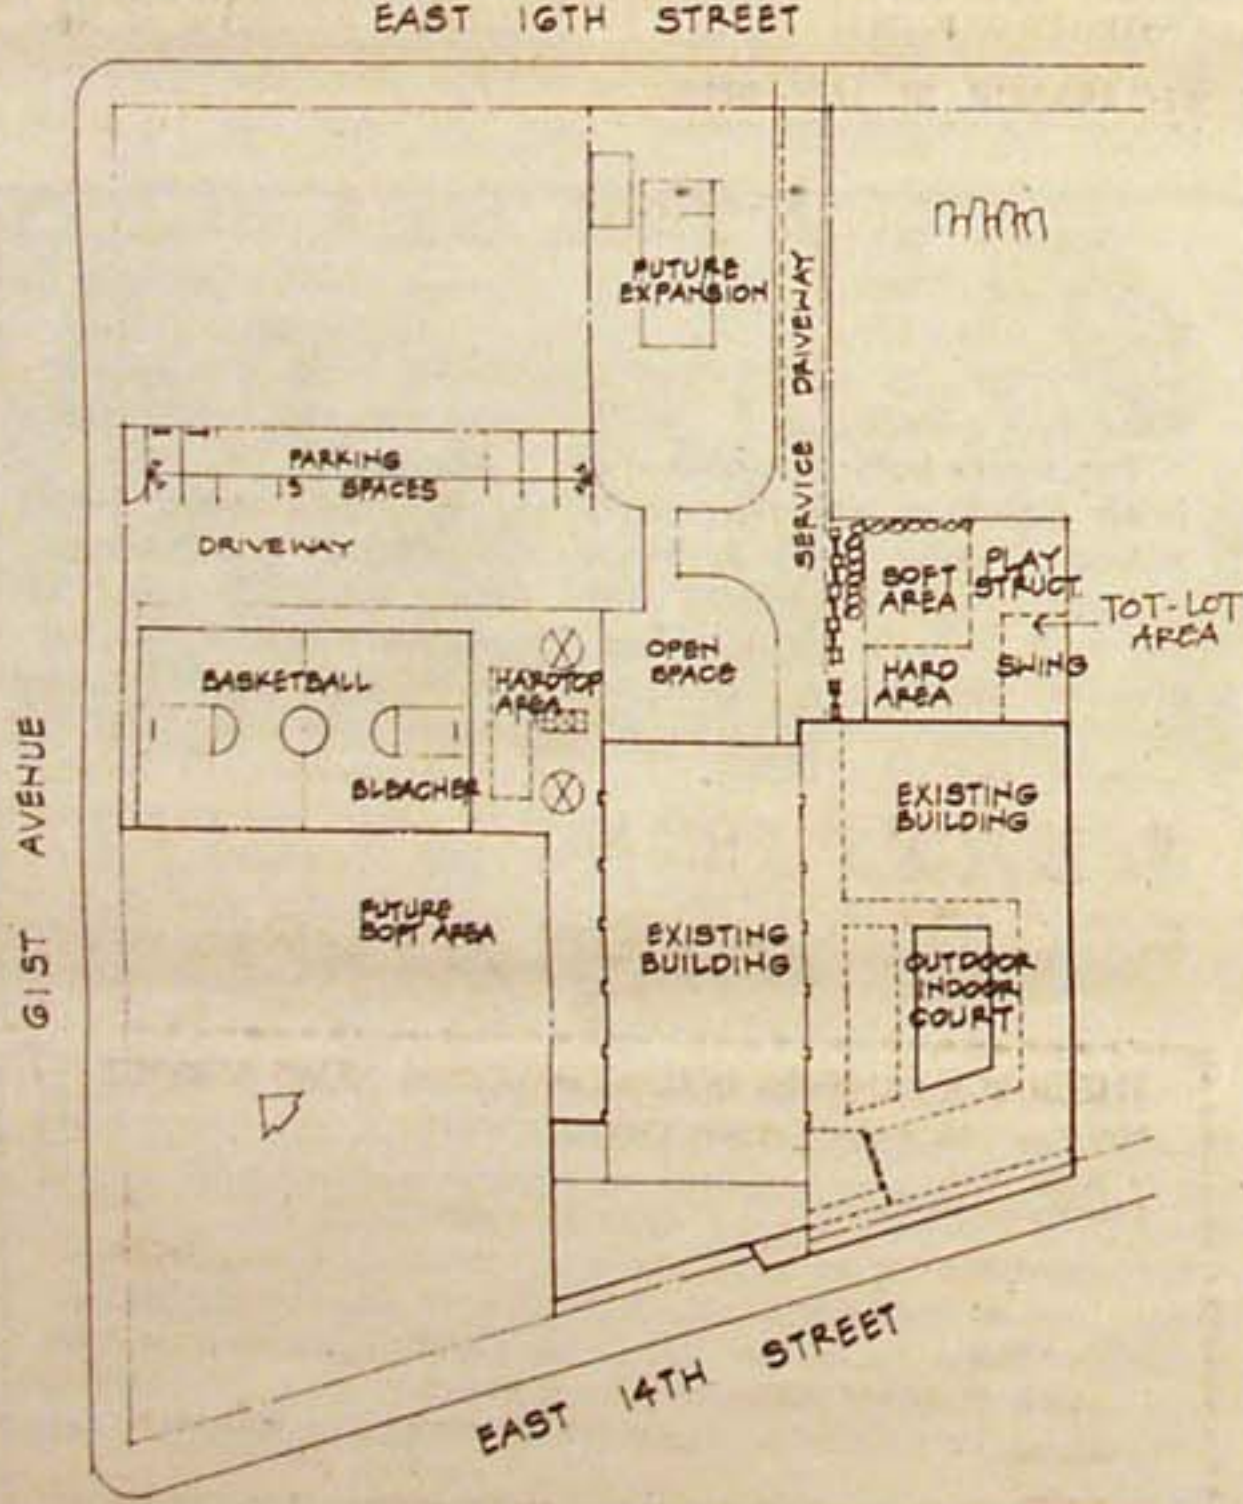 EAST 16TH STREET
FUTURE
EXPANSION
SERVICE DRIVEWAY
PARKING
13 SPACES
DRIVEWAY
SOFT
AREA
PLAY
STRUCT.
TOT-LOT
AREA
HARD
AREA
SWING
OPEN
SPACE
BASKETBALL
HARDTOP
AREA
BLEACHER
61ST AVENUE
EXISTING
BUILDING
FUTURE
SOFT AREA
EXISTING
BUILDING
OUTDOOR
INDOOR
COURT
EAST 14TH STREET